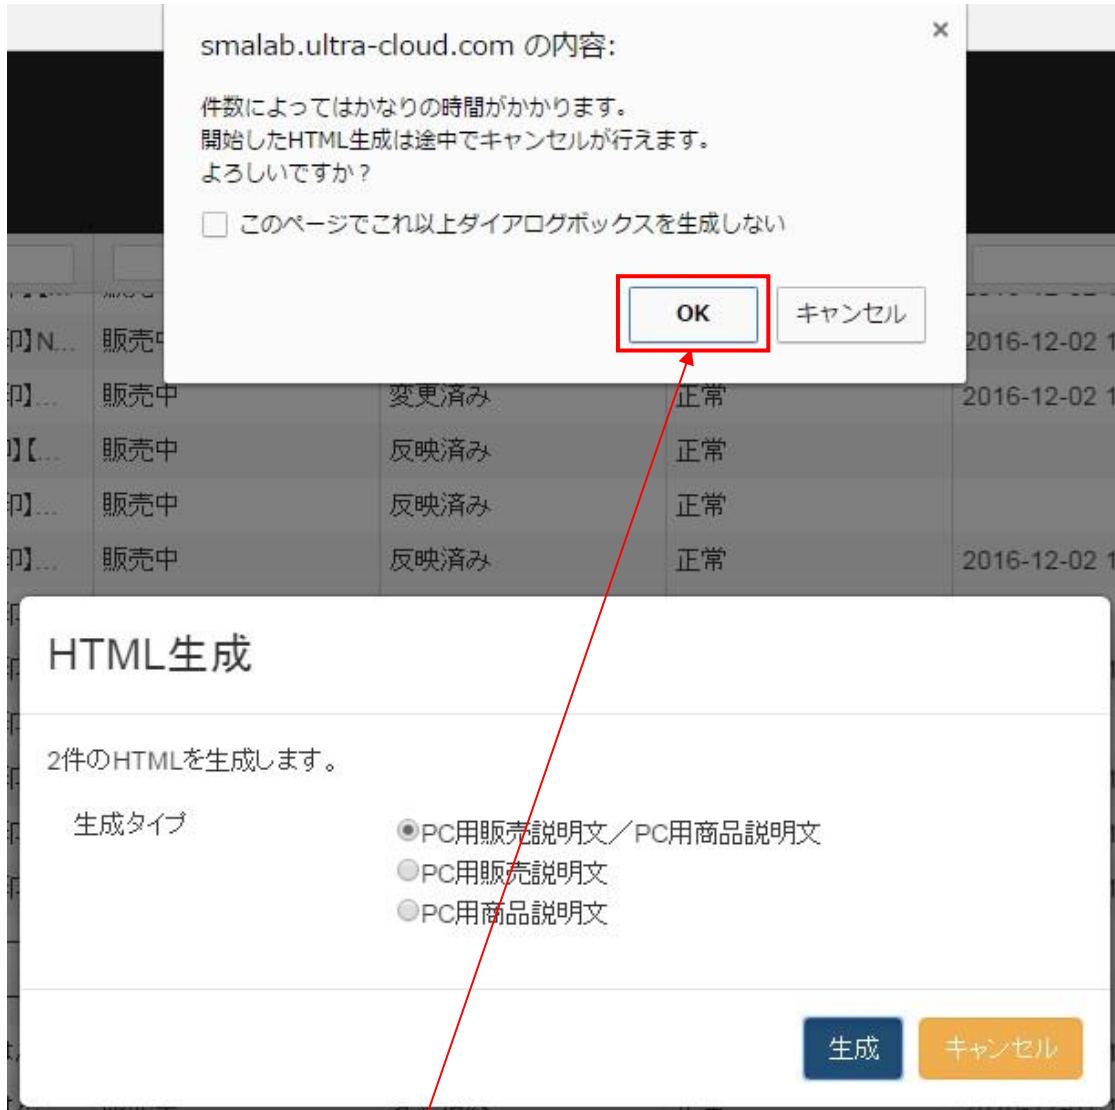 smalab.ultra-cloud.com の内容:
×
件数によってはかなりの時間がかかります。
開始したHTML生成は途中でキャンセルが行えます。
よろしいですか?
このページでこれ以上ダイアログボックスを生成しない
OK キャンセル
印】N... 販売中 2016-12-02 1
印】... 販売中 変更済み 正常 2016-12-02 1
】【... 販売中 反映済み 正常
印】... 販売中 反映済み 正常
印】... 販売中 反映済み 正常 2016-12-02 1
HTML生成
2件のHTMLを生成します。
生成タイプ
PC用販売説明文／PC用商品説明文
PC用販売説明文
PC用商品説明文
生成 キャンセル